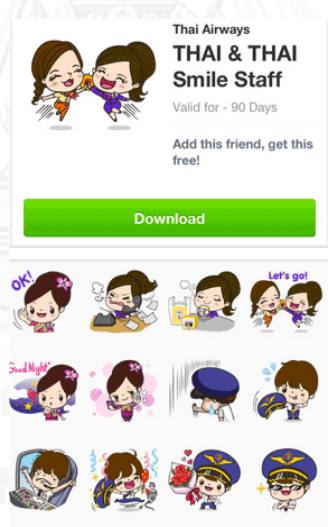 Thai Airways
THAI & THAI
Smile Staff
Valid for - 90 Days
Add this friend, get this
free!
Download
OK!
Let's go!
Good Night